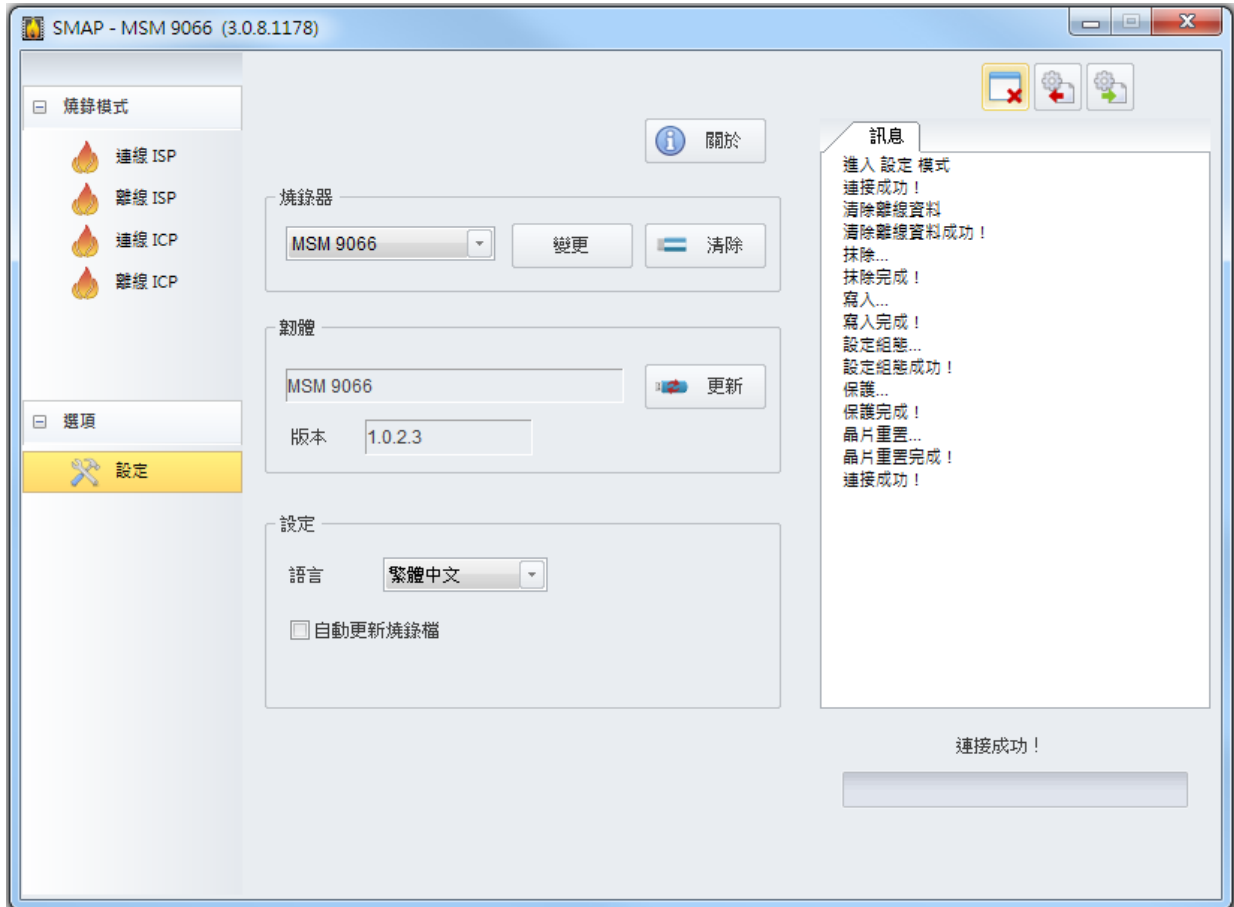 SMAP - MSM 9066 (3.0.8.1178)
燒錄模式
連線 ISP
離線 ISP
連線 ICP
離線 ICP
選項
設定
關於
燒錄器
MSM 9066
變更
清除
韌體
MSM 9066
更新
版本
1.0.2.3
設定
語言
繁體中文
自動更新燒錄檔
訊息
進入 設定 模式
連接成功！
清除離線資料
清除離線資料成功！
抹除...
抹除完成！
寫入...
寫入完成！
設定組態...
設定組態成功！
保護...
保護完成！
晶片重置...
晶片重置完成！
連接成功！
連接成功！